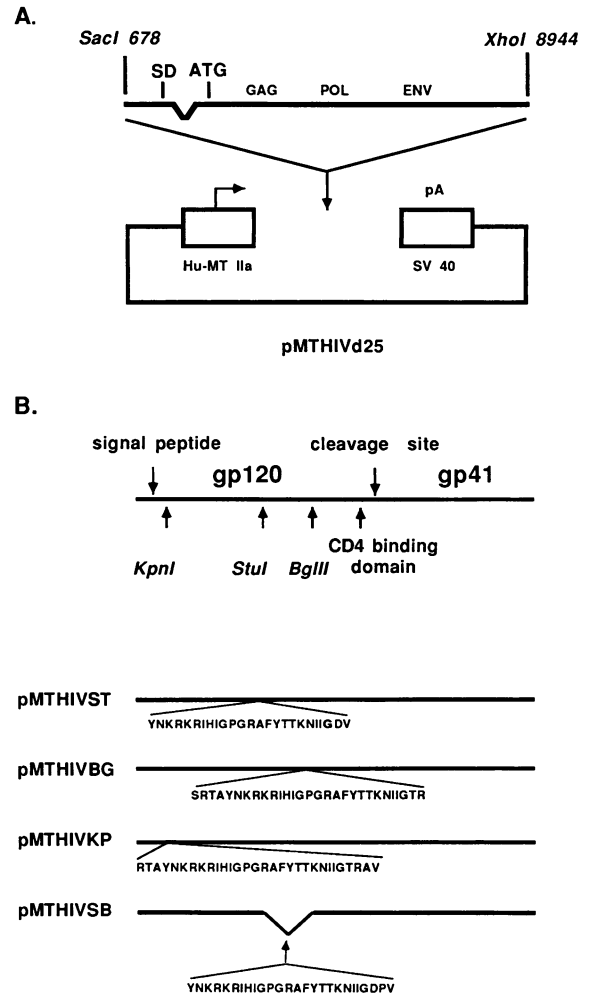 A.
SacI 678
XhoI 8944
SD ATG
GAG POL ENV
pA
Hu-MT IIa
SV 40
pMTHIVd25
B.
signal peptide
cleavage site
gp120
gp41
CD4 binding
domain
KpnI
StuI
BglII
pMTHIVST
YNKRKRIHIGPGRAFYTTKNIIGDV
pMTHIVBG
SRTAYNKRKRIHIGPGRAFYTTKNIIGTR
pMTHIVKP
RTAYNKRKRIHIGPGRAFYTTKNIIGTRAV
pMTHIVSB
YNKRKRIHIGPGRAFYTTKNIIGDPV